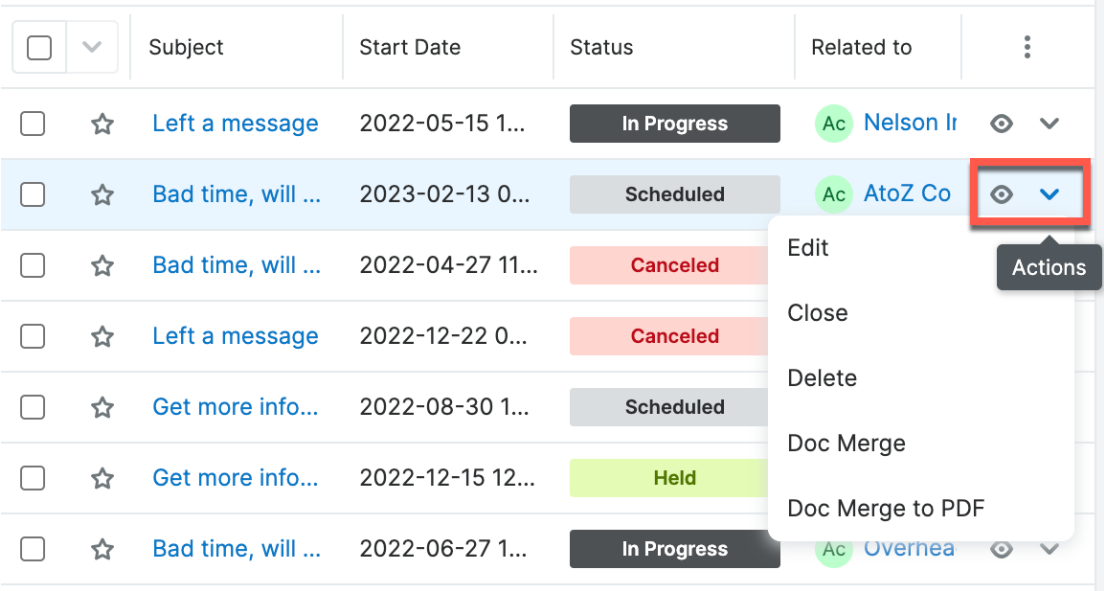 Subject Start Date Status Related to
Left a message 2022-05-15 1... In Progress Ac Nelson Ir
Bad time, will ... 2023-02-13 0... Scheduled Ac AtoZ Co
Edit
Actions
Bad time, will ... 2022-04-27 11... Canceled
Close
Left a message 2022-12-22 0... Canceled
Delete
Get more info... 2022-08-30 1... Scheduled
Doc Merge
Get more info... 2022-12-15 12... Held
Doc Merge to PDF
Bad time, will ... 2022-06-27 1... In Progress Ac Overhea